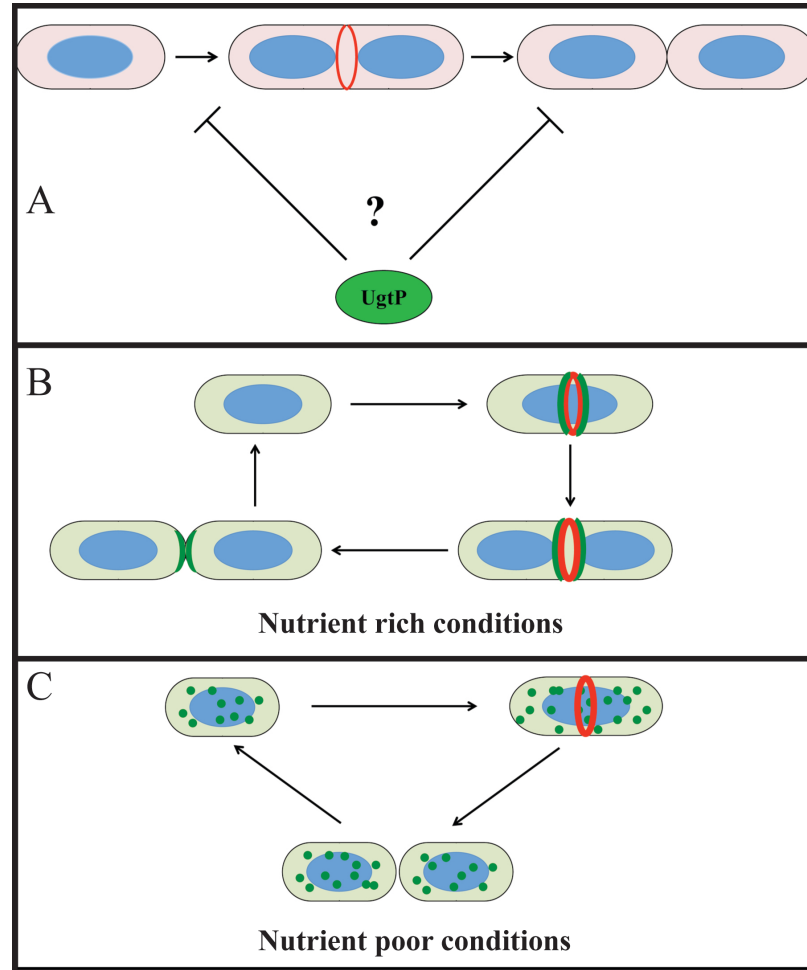 A
?
UgtP
B
Nutrient rich conditions
C
Nutrient poor conditions